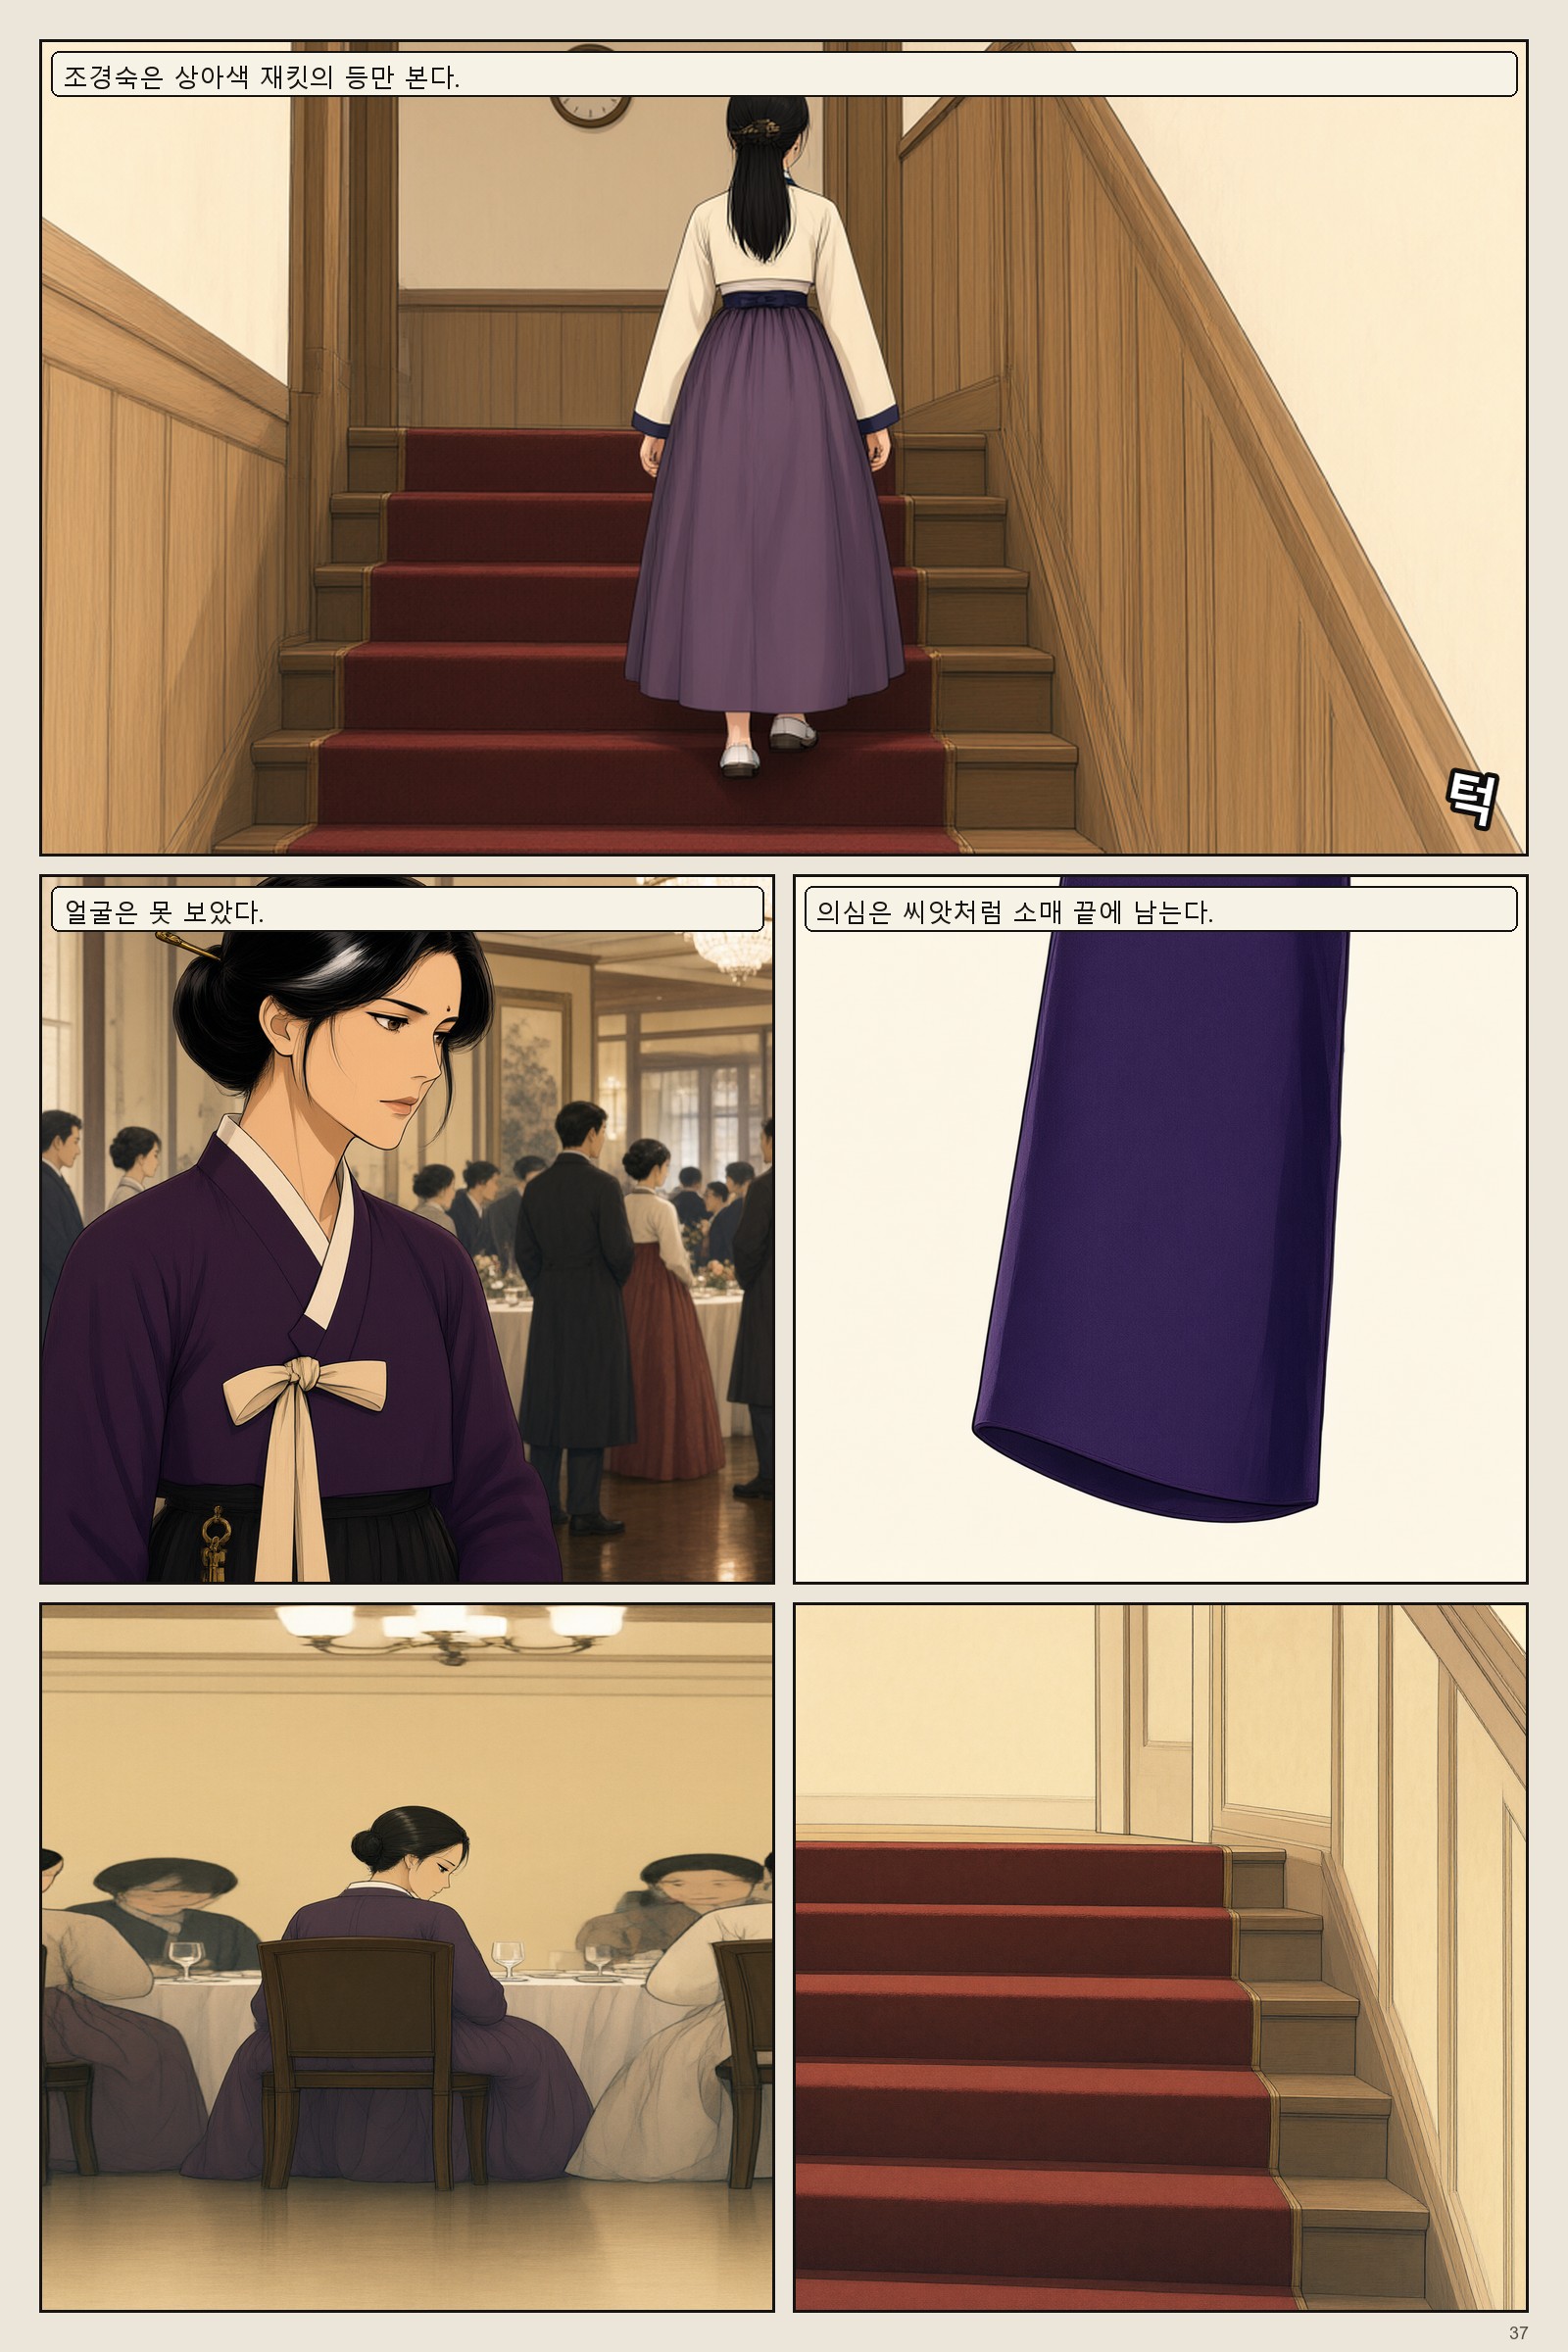 조경숙은 상아색 재킷의 등만 본다.
턱
얼굴은 못 보았다.
의심은 씨앗처럼 소매 끝에 남는다.
37